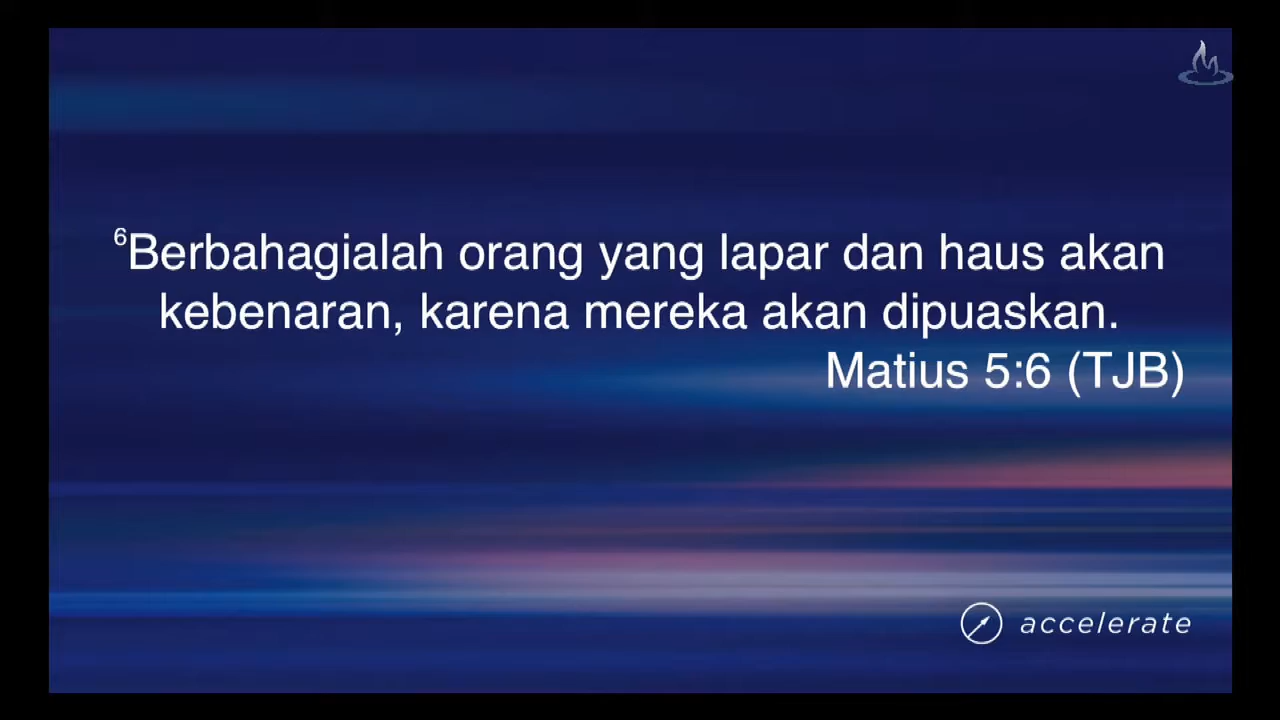 ⁶Berbahagialah orang yang lapar dan haus akan
kebenaran, karena mereka akan dipuaskan.
Matius 5:6 (TJB)
accelerate